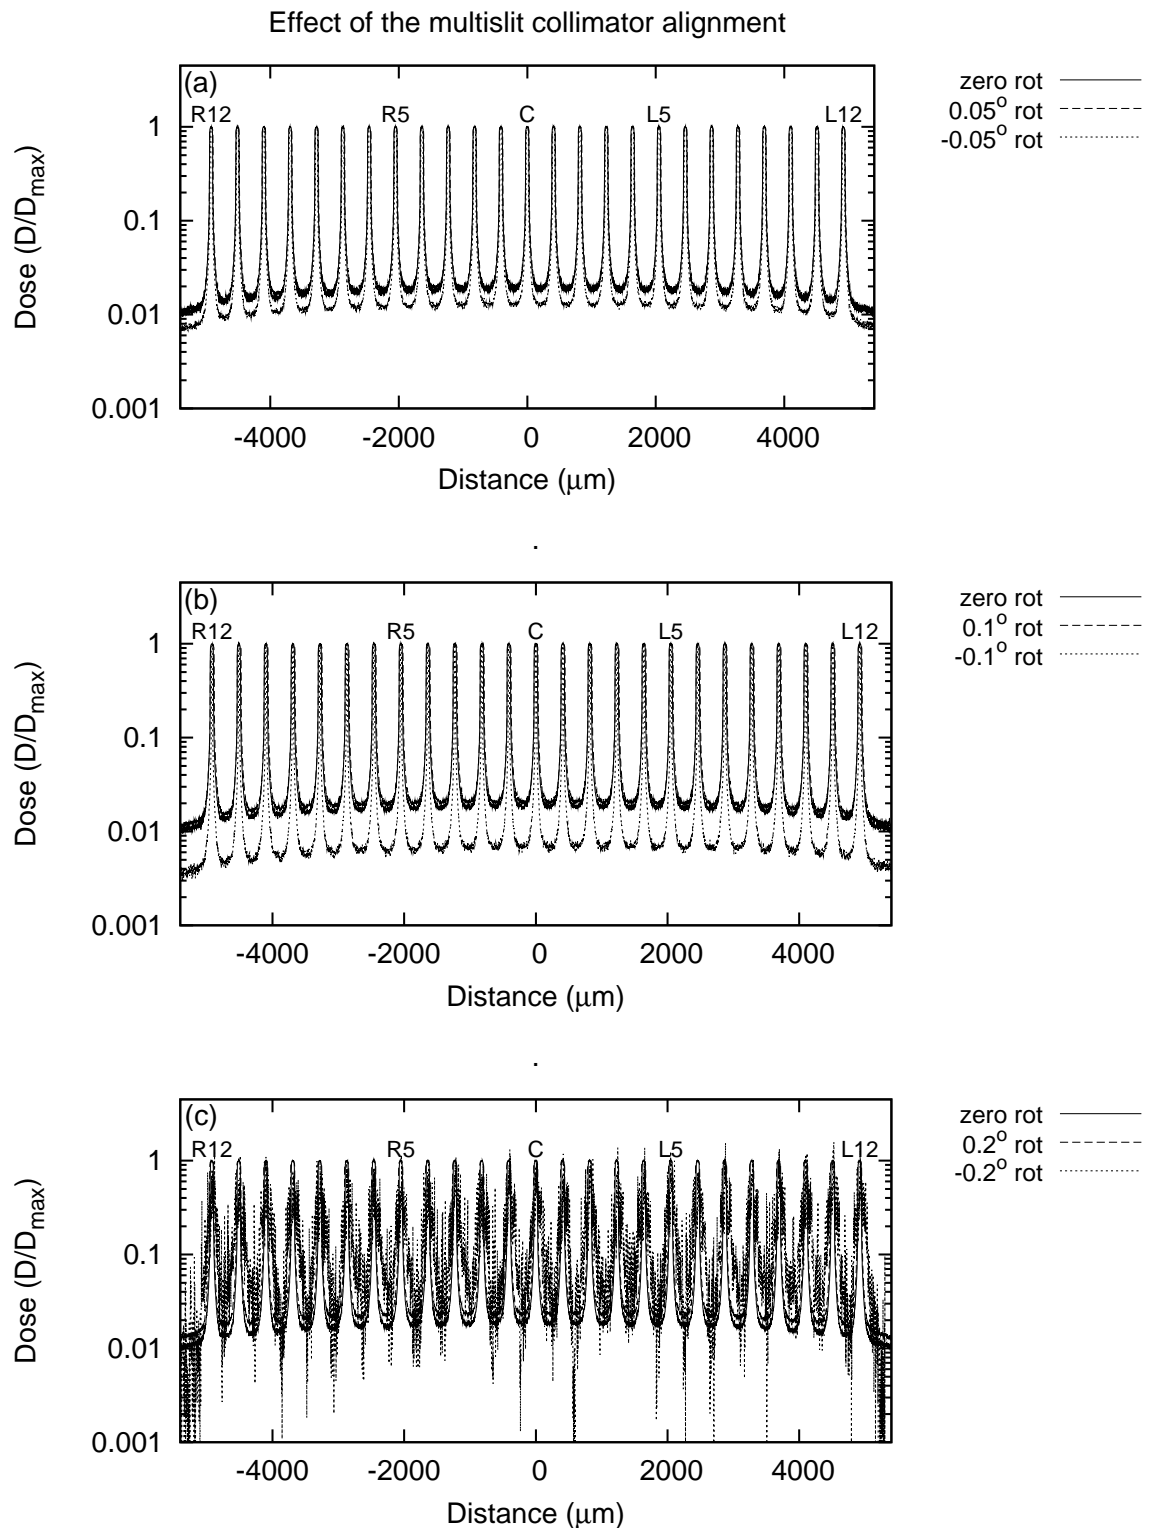 Effect of the multislit collimator alignment
(a)
R12 R5 C L5 L12
zero rot
0.05° rot
-0.05° rot
1
0.1
0.01
0.001
Dose (D/Dmax)
-4000 -2000 0 2000 4000
Distance (μm)
.
(b)
R12 R5 C L5 L12
zero rot
0.1° rot
-0.1° rot
1
0.1
0.01
0.001
Dose (D/Dmax)
-4000 -2000 0 2000 4000
Distance (μm)
.
(c)
R12 R5 C L5 L12
zero rot
0.2° rot
-0.2° rot
1
0.1
0.01
0.001
Dose (D/Dmax)
-4000 -2000 0 2000 4000
Distance (μm)